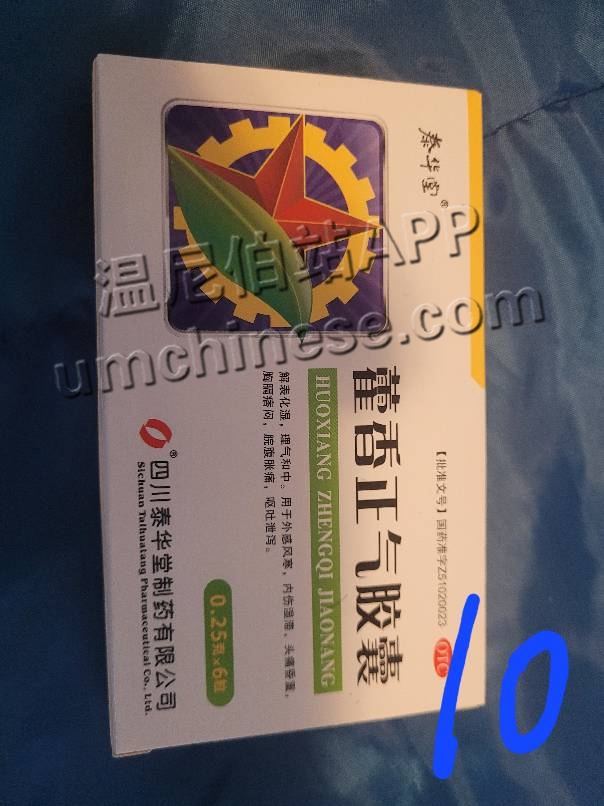 泰华堂®
【批准文号】国药准字Z51020023
OTC
藿香正气胶囊
HUOXIANG ZHENGQI JIAONANG
解表化湿，理气和中。用于外感风寒，内伤湿滞，头痛昏重，
胸膈痞闷，脘腹胀痛，呕吐泄泻。
0.25克×6粒
®四川泰华堂制药有限公司
Sichuan Taihuatang Pharmaceutical Co., Ltd.
温尼伯站APP
umchinese.com
10